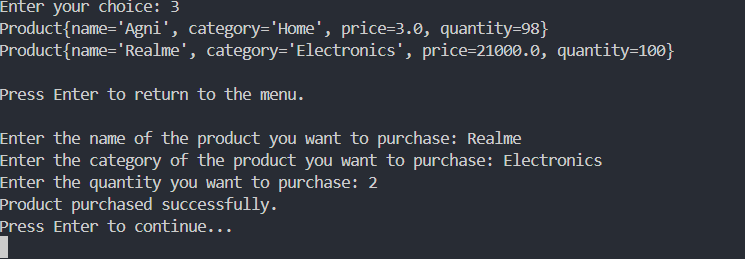 Enter your choice: 3
Product{name='Agni', category='Home', price=3.0, quantity=98}
Product{name='Realme', category='Electronics', price=21000.0, quantity=100}
Press Enter to return to the menu.
Enter the name of the product you want to purchase: Realme
Enter the category of the product you want to purchase: Electronics
Enter the quantity you want to purchase: 2
Product purchased successfully.
Press Enter to continue...